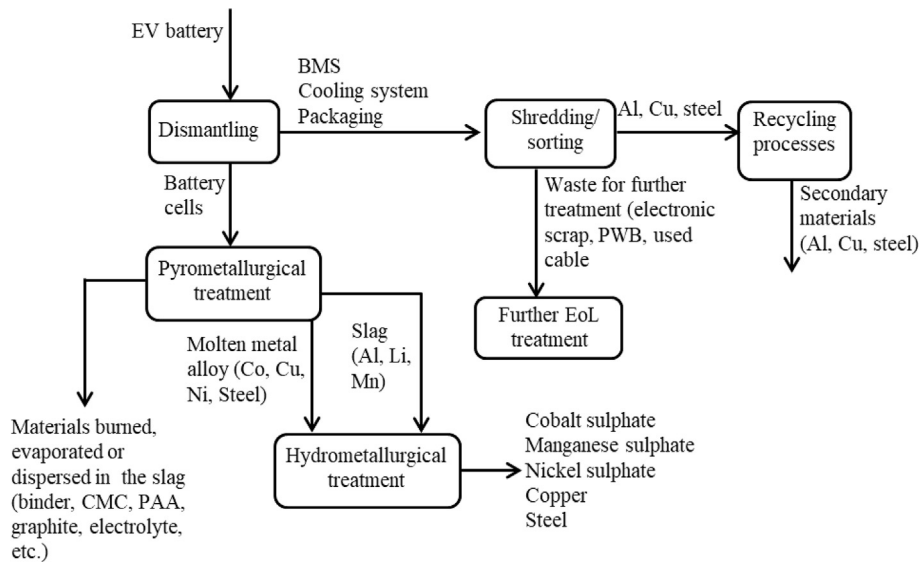 EV battery
BMS
Cooling system
Packaging
Dismantling
Shredding/
sorting
Al, Cu, steel
Recycling
processes
Battery
cells
Waste for further
treatment (electronic
scrap, PWB, used
cable
Secondary
materials
(Al, Cu, steel)
Pyrometallurgical
treatment
Further EoL
treatment
Molten metal
alloy (Co, Cu,
Ni, Steel)
Slag
(Al, Li,
Mn)
Materials burned,
evaporated or
dispersed in the slag
(binder, CMC, PAA,
graphite, electrolyte,
etc.)
Hydrometallurgical
treatment
Cobalt sulphate
Manganese sulphate
Nickel sulphate
Copper
Steel